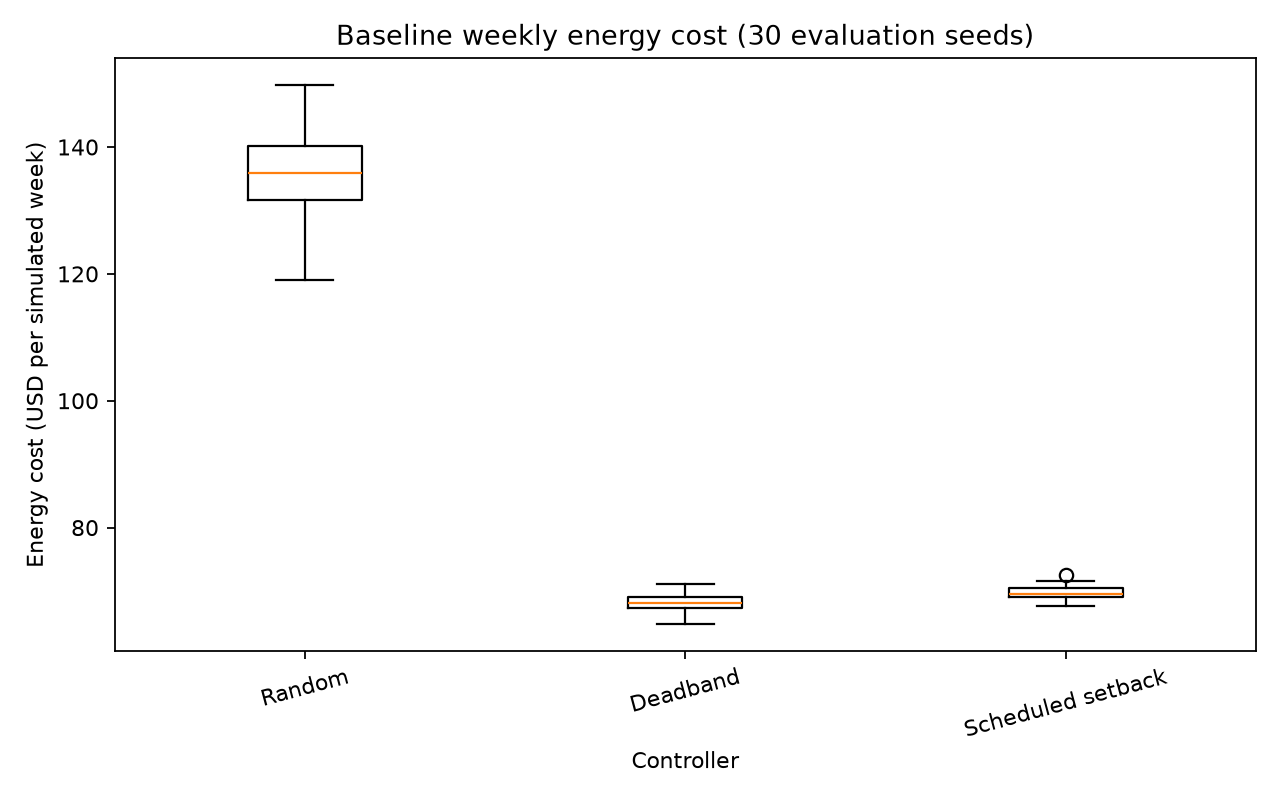 Baseline weekly energy cost (30 evaluation seeds)
Energy cost (USD per simulated week)
140
120
100
80
Random
Deadband
Scheduled setback
Controller